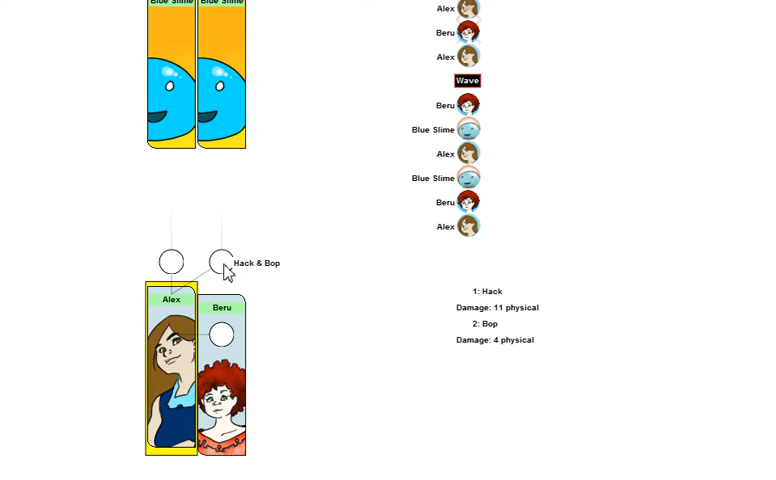 Blue Slime
Blue Slime
Alex
Beru
Alex
Wave
Beru
Blue Slime
Alex
Blue Slime
Beru
Alex
Hack & Bop
Alex
Beru
1: Hack
Damage: 11 physical
2: Bop
Damage: 4 physical